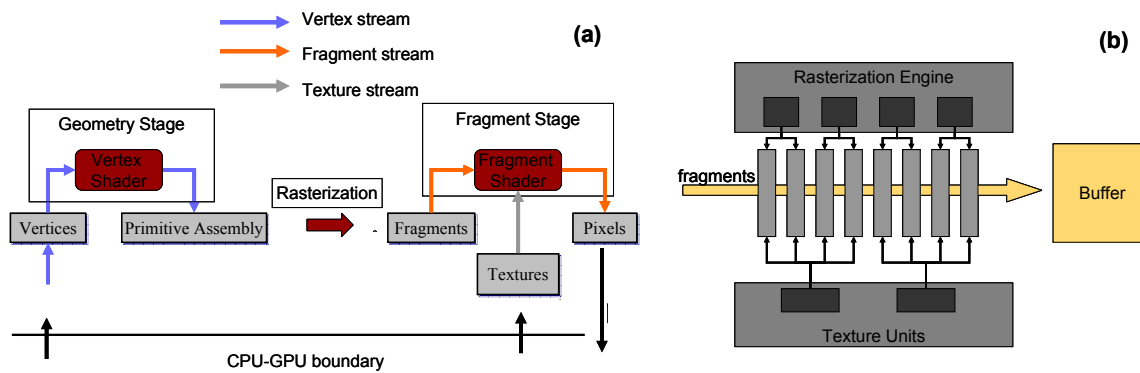 Vertex stream
Fragment stream
Texture stream
(a)
Geometry Stage
Vertex
Shader
Vertices
Primitive Assembly
Rasterization
Fragment Stage
Fragment
Shader
Fragments
Pixels
Textures
CPU-GPU boundary
(b)
Rasterization Engine
fragments
Buffer
Texture Units